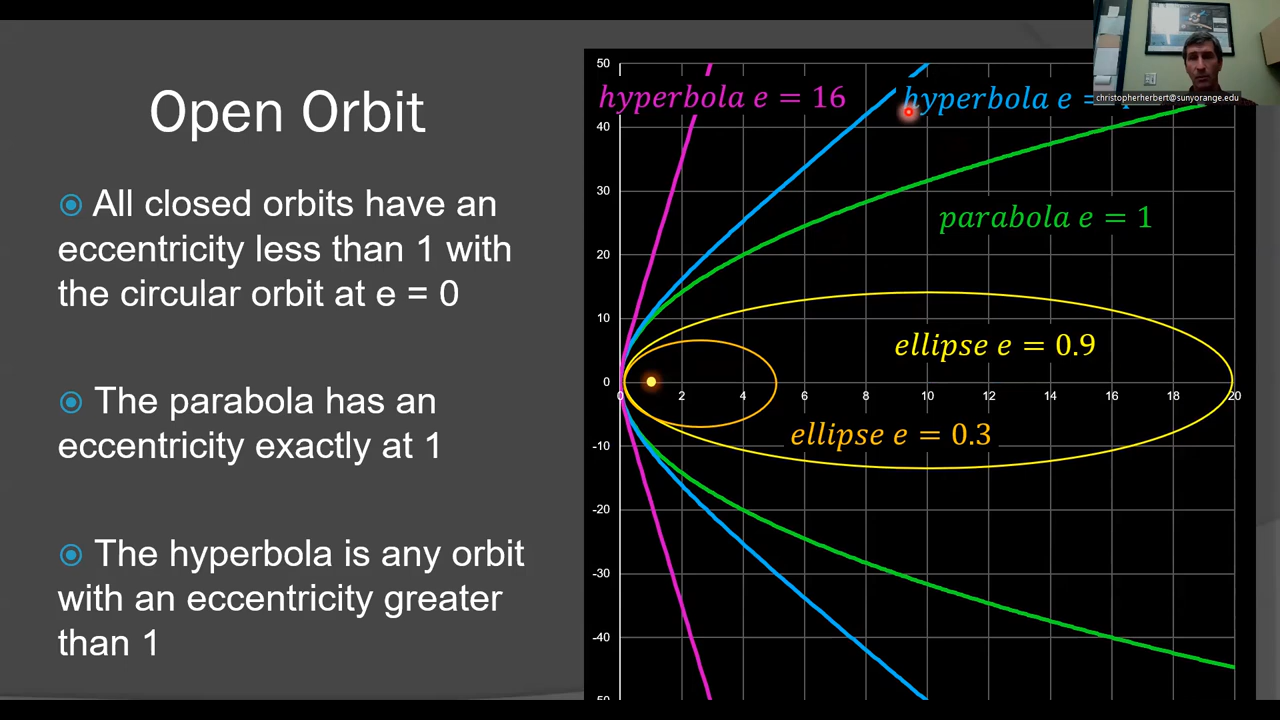 Open Orbit
All closed orbits have an
eccentricity less than 1 with
the circular orbit at e = 0
The parabola has an
eccentricity exactly at 1
The hyperbola is any orbit
with an eccentricity greater
than 1
hyperbola e = 16
hyperbola e =
christopherherbert@sunyorange.edu
parabola e = 1
ellipse e = 0.9
ellipse e = 0.3
50
40
30
20
10
0
-10
-20
-30
-40
0 2 4 6 8 10 12 14 16 18 20